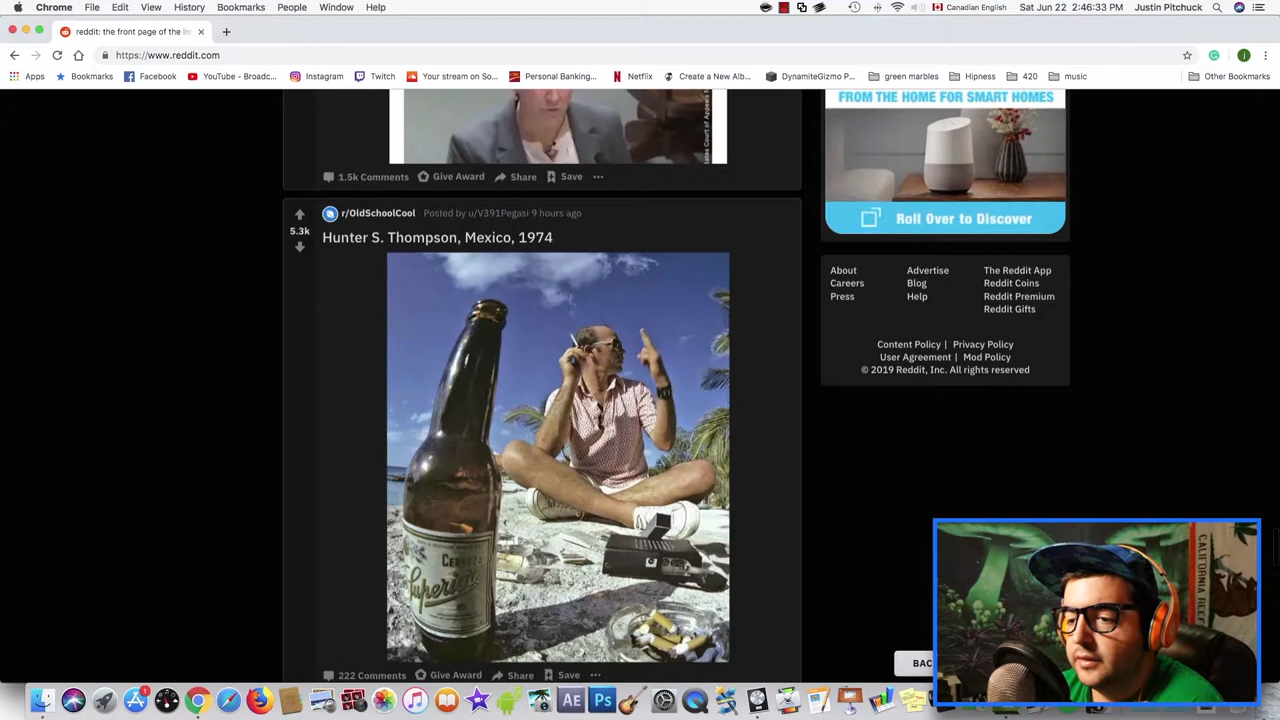 Chrome File Edit View History Bookmarks People Window Help Canadian English Sat Jun 22 2:46:33 PM Justin Pitchuck
reddit: the front page of the in
https://www.reddit.com j
Apps Bookmarks Facebook YouTube - Broadc... Instagram Twitch Your stream on So... Personal Banking... Netflix Create a New Alb... DynamiteGizmo P... green marbles Hipness 420 music Other Bookmarks
FROM THE HOME FOR SMART HOMES
1.5k Comments Give Award Share Save
Roll Over to Discover
r/OldSchoolCool Posted by u/V391Pegasi 9 hours ago
5.3k
Hunter S. Thompson, Mexico, 1974
About Advertise The Reddit App
Careers Blog Reddit Coins
Press Help Reddit Premium
Reddit Gifts
Content Policy | Privacy Policy
User Agreement | Mod Policy
© 2019 Reddit, Inc. All rights reserved
Superior
CALIFORNIA
BAC
222 Comments Give Award Share Save
1
AE Ps